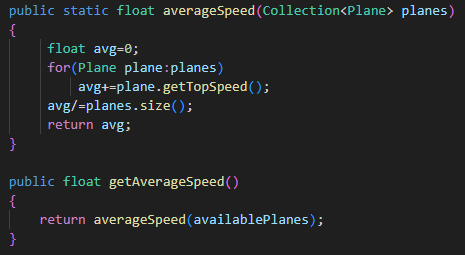 public static float averageSpeed(Collection<Plane> planes)
{
float avg=0;
for(Plane plane:planes)
avg+=plane.getTopSpeed();
avg/=planes.size();
return avg;
}
public float getAverageSpeed()
{
return averageSpeed(availablePlanes);
}